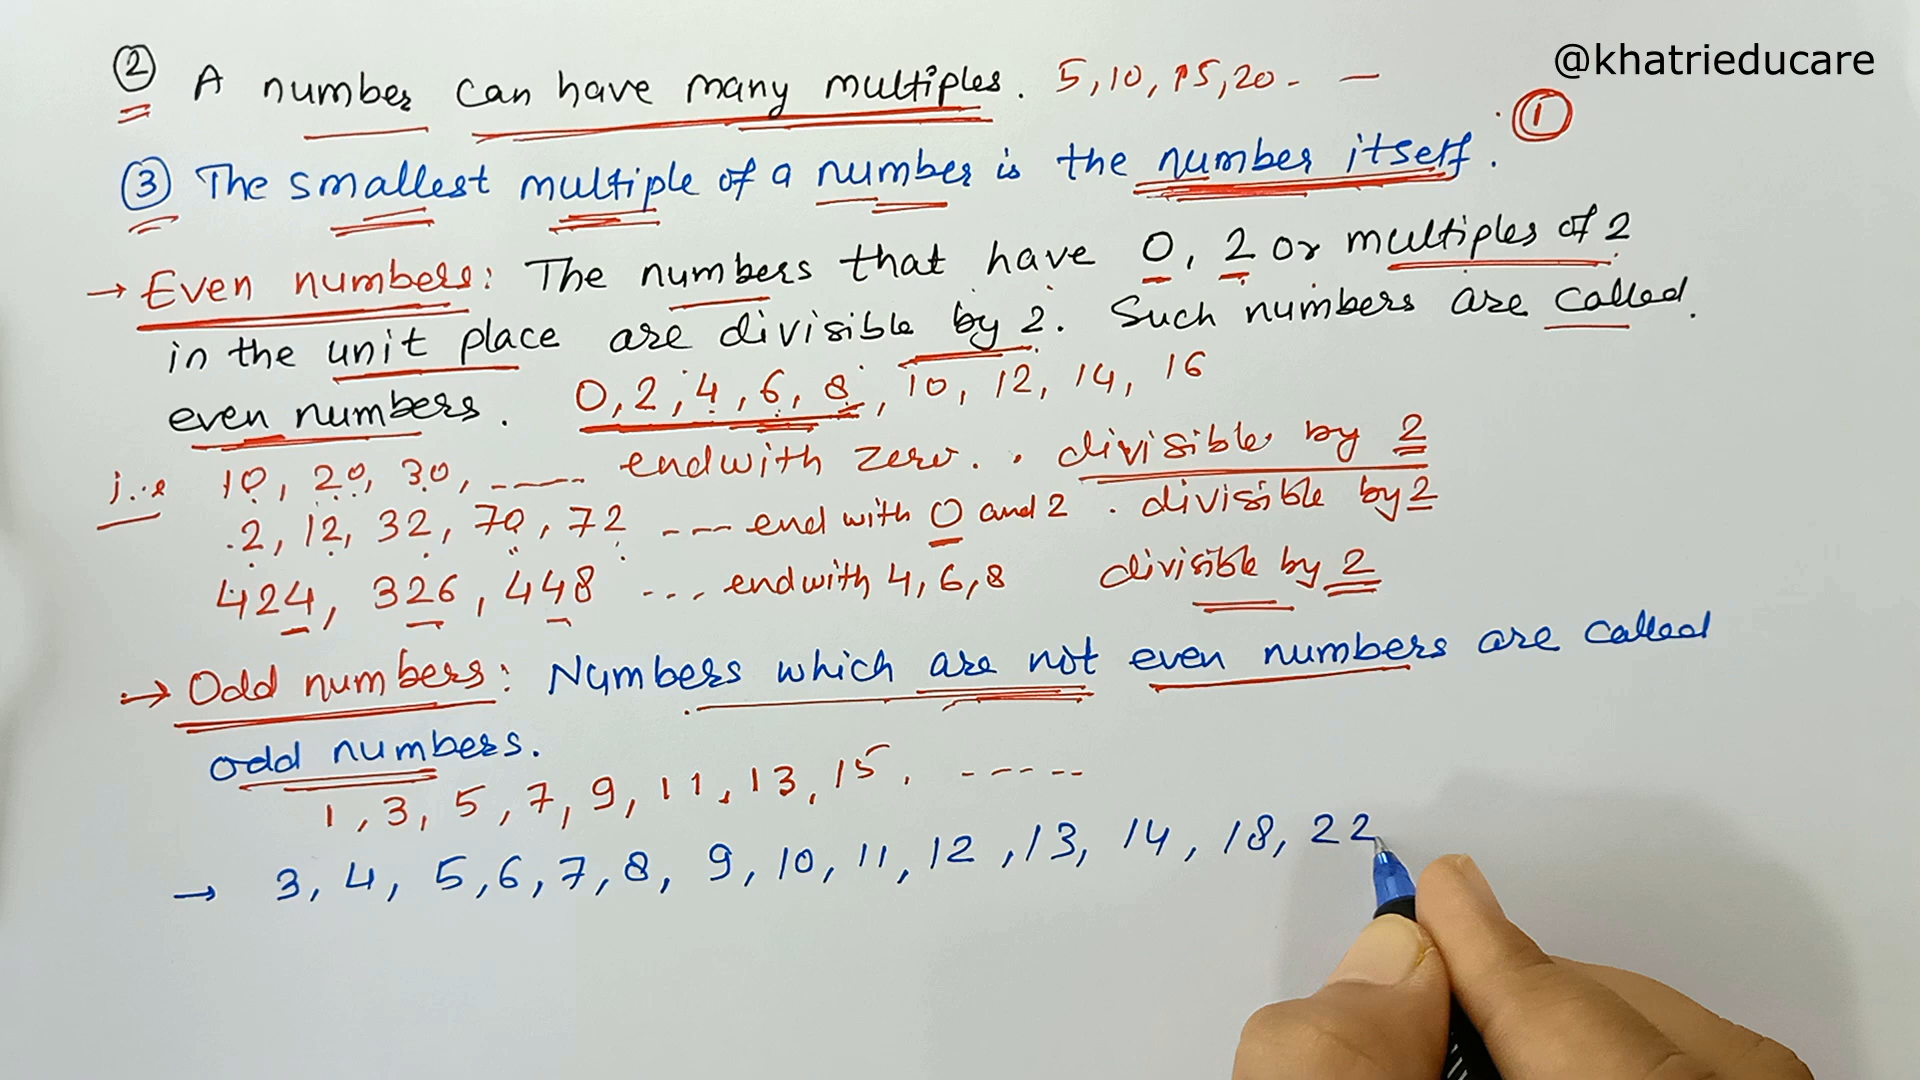 @khatrieducare
② A number can have many multiples. 5, 10, 15, 20 - —
①
③ The smallest multiple of a number is the number itself.
→ Even numbers: The numbers that have 0, 2 or multiples of 2
in the unit place are divisible by 2. Such numbers are called
even numbers. 0, 2, 4, 6, 8, 10, 12, 14, 16
i.e 10, 20, 30, ----- end with zero. . divisible by 2
2, 12, 32, 70, 72 ---- end with 0 and 2 . divisible by 2
424, 326, 448 ... end with 4, 6, 8 divisible by 2
→ Odd numbers: Numbers which are not even numbers are called
odd numbers.
1, 3, 5, 7, 9, 11, 13, 15, -----
→ 3, 4, 5, 6, 7, 8, 9, 10, 11, 12, 13, 14, 18, 22